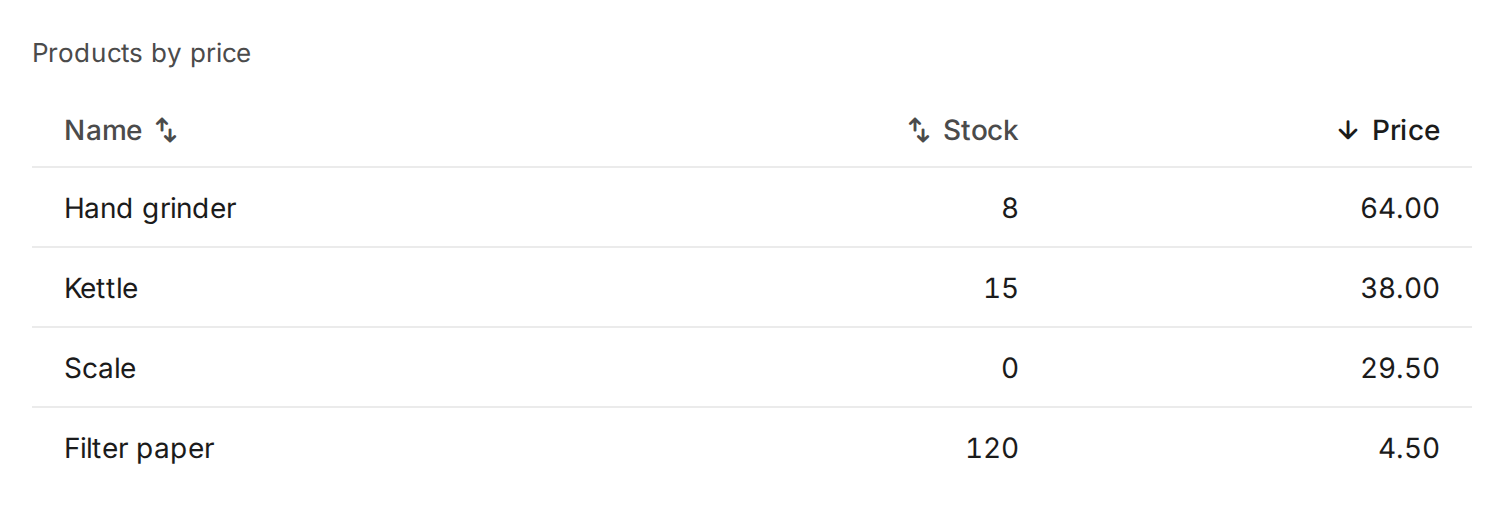 Products by price
Name Stock Price
Hand grinder 8 64.00
Kettle 15 38.00
Scale 0 29.50
Filter paper 120 4.50